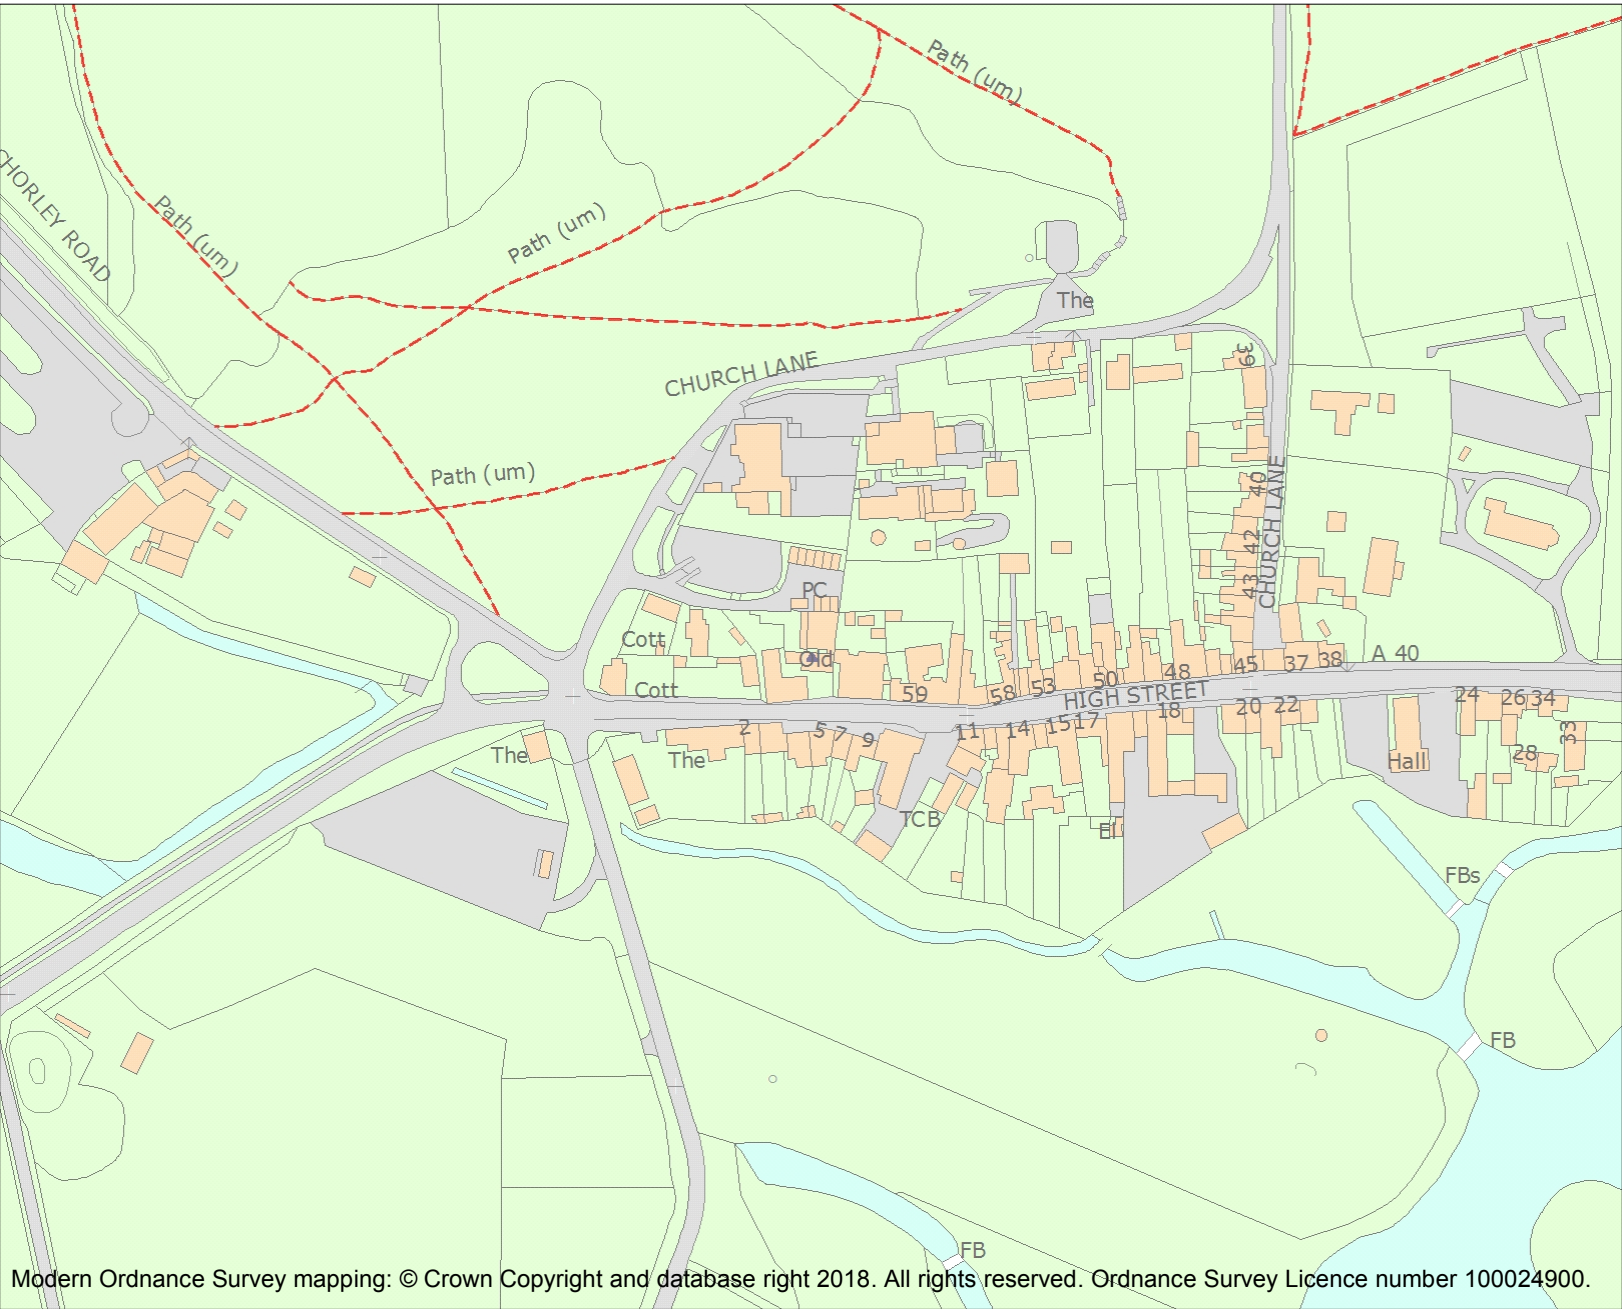 Path (um)
CHORLEY ROAD
Path (um)
Path (um)
The
CHURCH LANE
39
Path (um)
40
CHURCH LANE
42
43
PC
Cott
Old
Cott
59
58
53
50
48
45
37
38
A 40
HIGH STREET
2
5
7
9
11
14
15
17
18
20
22
24
26
34
33
28
The
The
Hall
TCB
El
FBs
FB
FB
Modern Ordnance Survey mapping: © Crown Copyright and database right 2018. All rights reserved. Ordnance Survey Licence number 100024900.